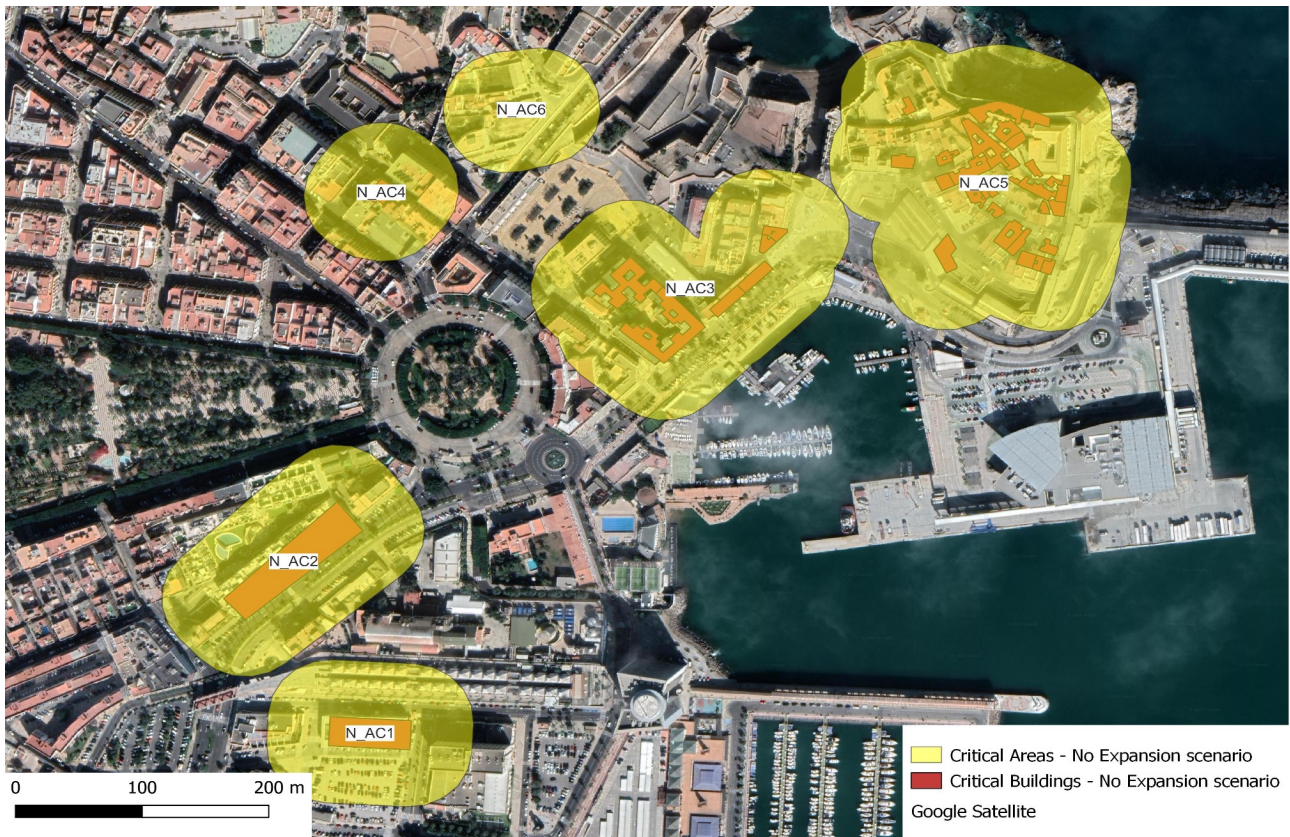 N_AC6
N_AC4
N_AC5
N_AC3
N_AC2
N_AC1
0 100 200 m
Critical Areas - No Expansion scenario
Critical Buildings - No Expansion scenario
Google Satellite